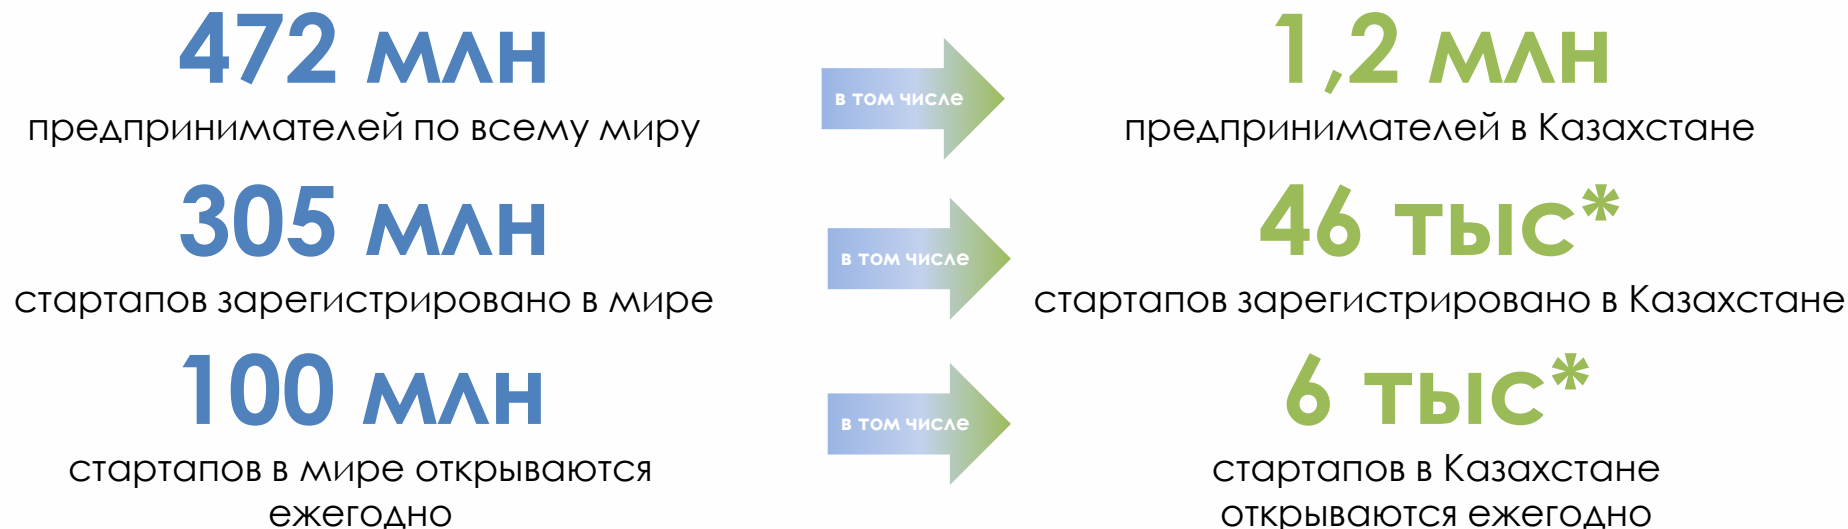 472 млн
предпринимателей по всему миру
в том числе
1,2 млн
предпринимателей в Казахстане
305 млн
стартапов зарегистрировано в мире
в том числе
46 тыс*
стартапов зарегистрировано в Казахстане
100 млн
стартапов в мире открываются
ежегодно
в том числе
6 тыс*
стартапов в Казахстане
открываются ежегодно